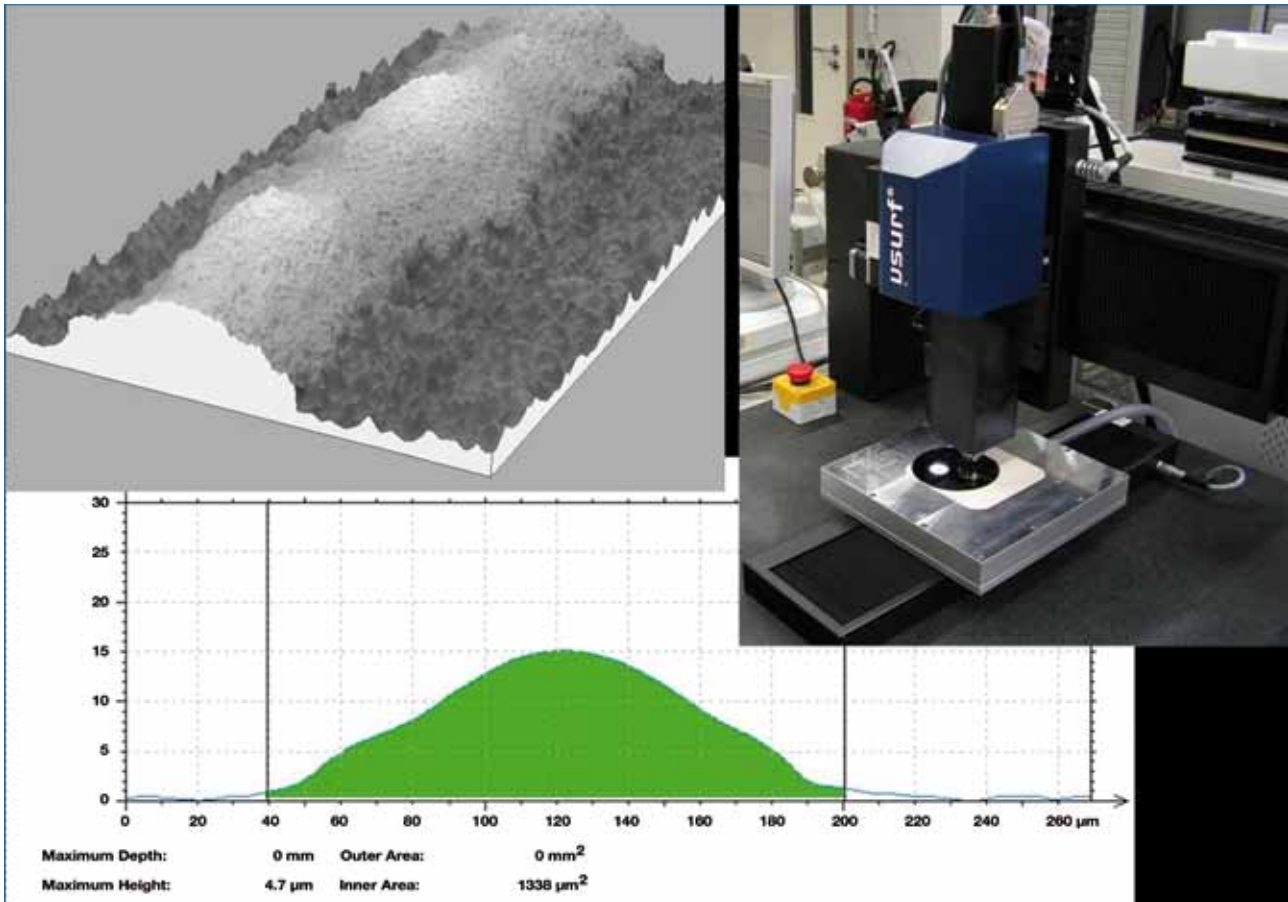 µsurf®
30
25
20
15
10
5
0
0 20 40 60 80 100 120 140 160 180 200 220 240 260 µm
Maximum Depth: 0 mm Outer Area: 0 mm²
Maximum Height: 4.7 µm Inner Area: 1338 µm²